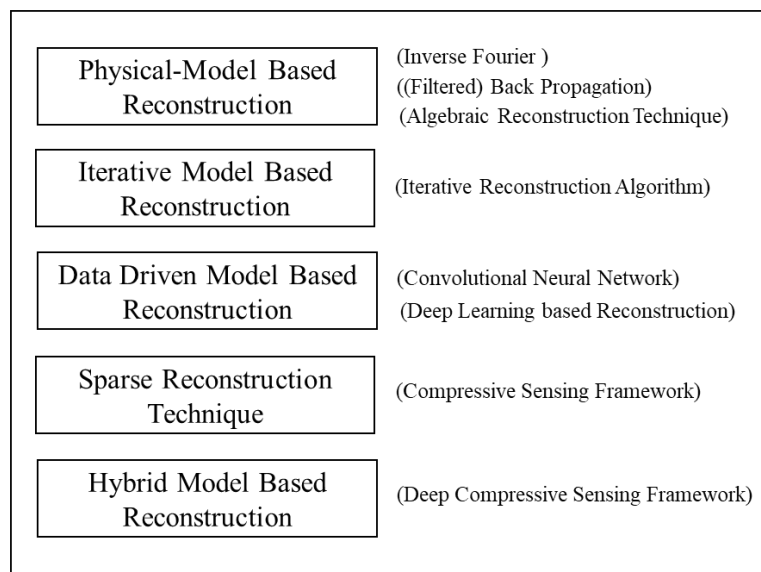 Physical-Model Based
Reconstruction
(Inverse Fourier )
((Filtered) Back Propagation)
(Algebraic Reconstruction Technique)
Iterative Model Based
Reconstruction
(Iterative Reconstruction Algorithm)
Data Driven Model Based
Reconstruction
(Convolutional Neural Network)
(Deep Learning based Reconstruction)
Sparse Reconstruction
Technique
(Compressive Sensing Framework)
Hybrid Model Based
Reconstruction
(Deep Compressive Sensing Framework)